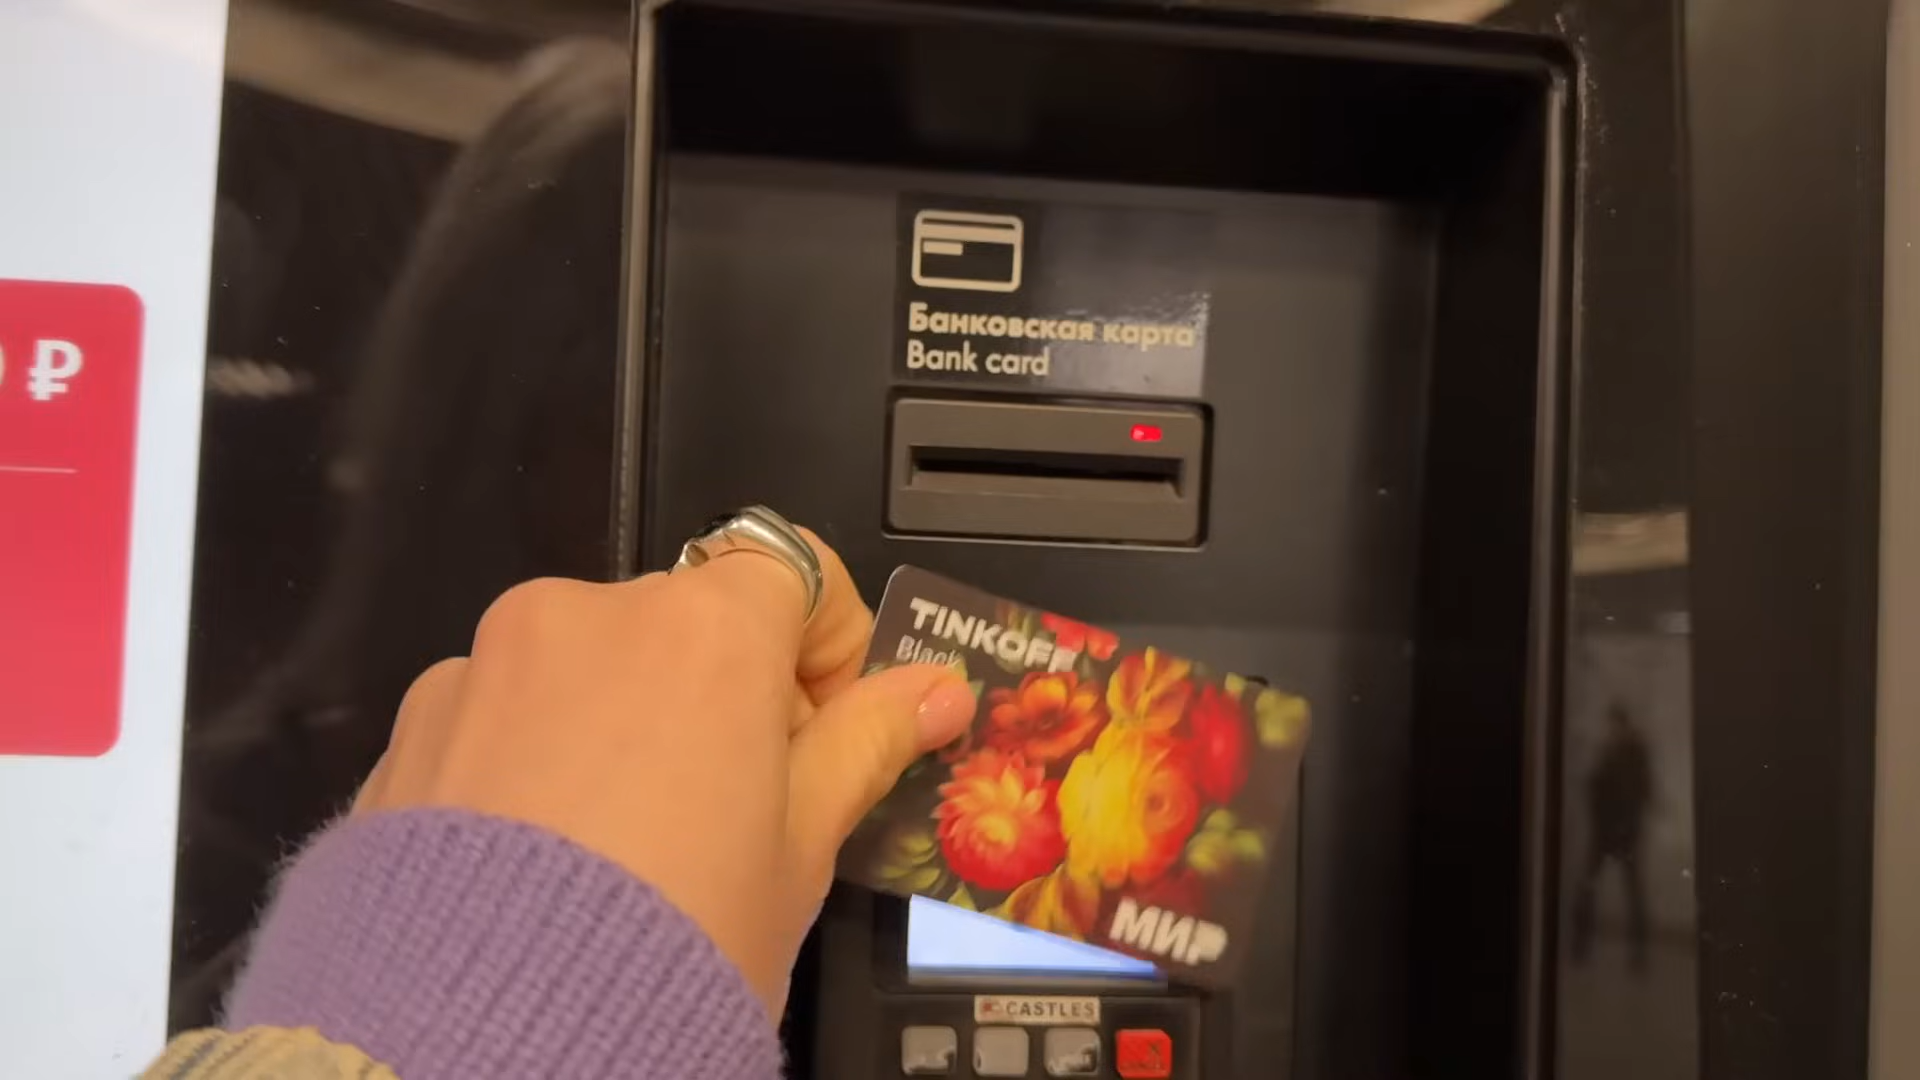 ₽
Банковская карта
Bank card
TINKOFF
Black
МИР
CASTLES